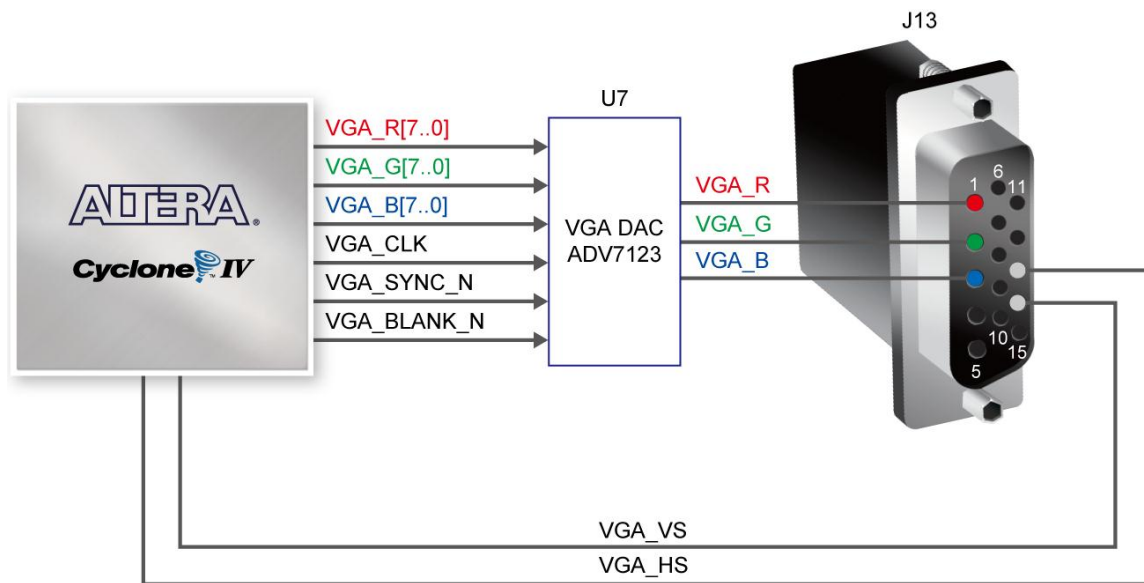 J13
U7
VGA_R[7..0]
VGA_G[7..0]
VGA_B[7..0]
VGA_CLK
VGA_SYNC_N
VGA_BLANK_N
ALTERA®
Cyclone™ IV
VGA DAC
ADV7123
VGA_R
VGA_G
VGA_B
1
6
11
5
10
15
VGA_VS
VGA_HS